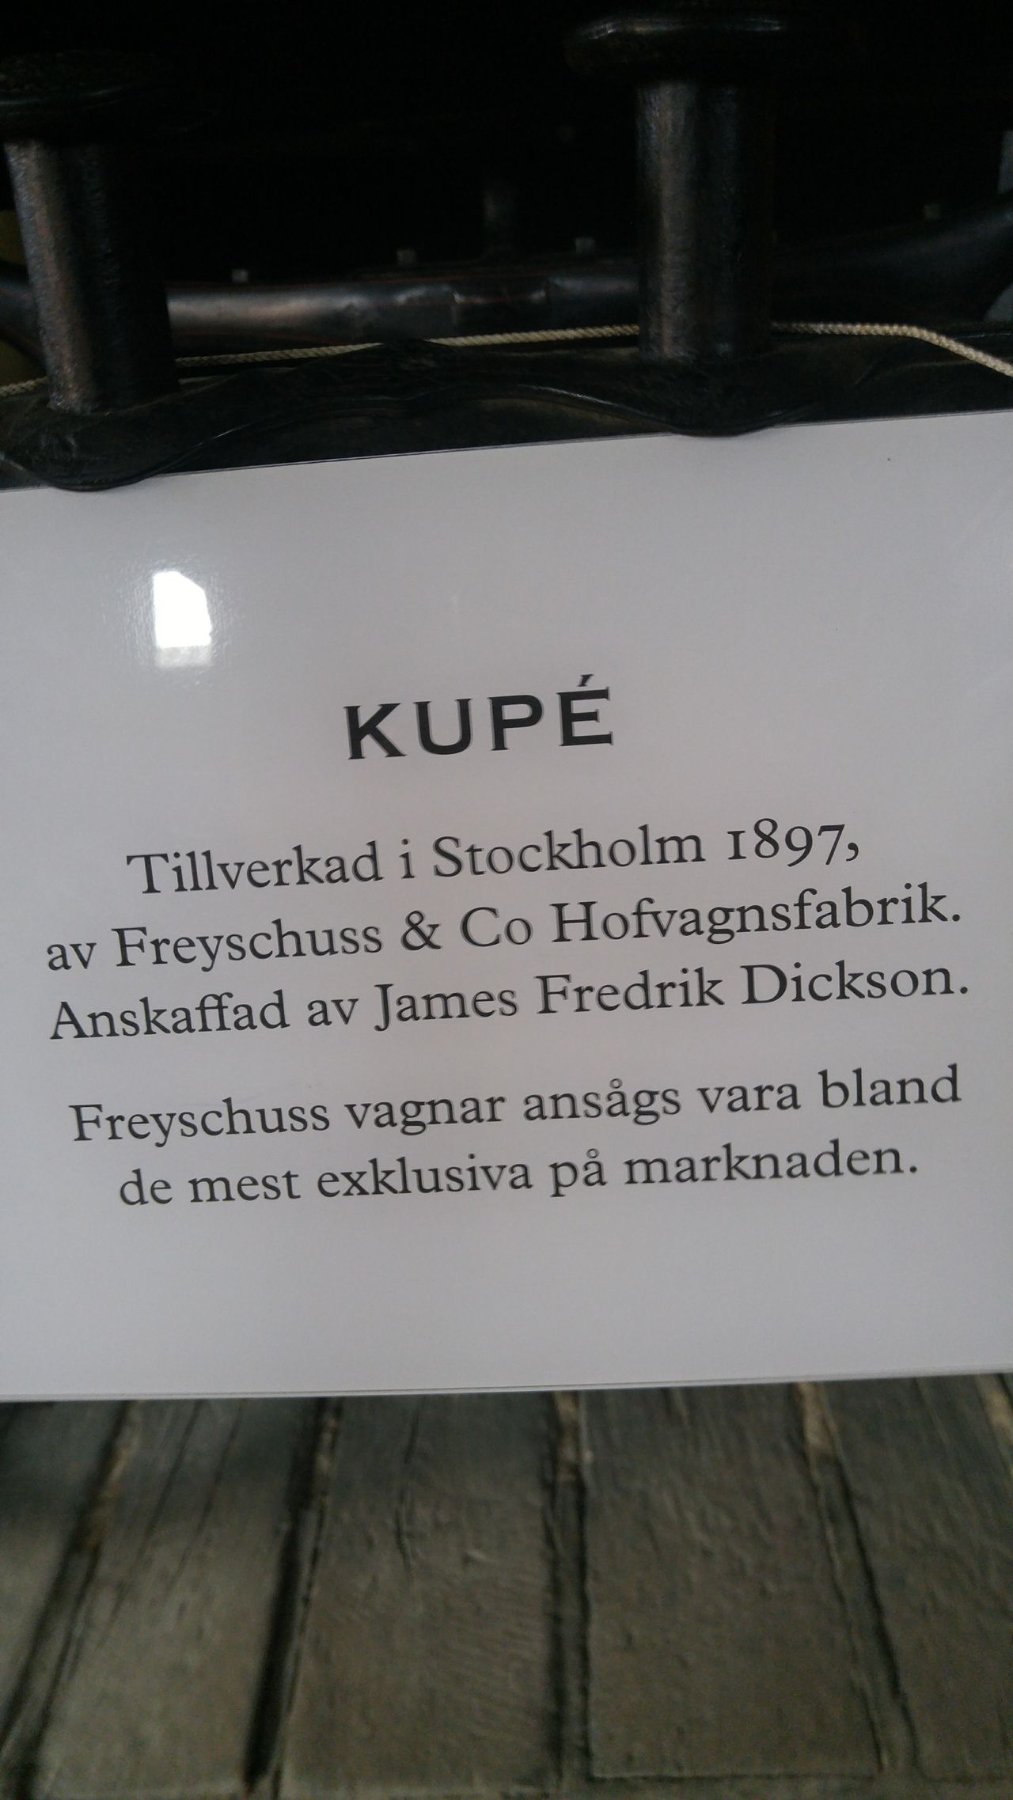 KUPÉ
Tillverkad i Stockholm 1897,
av Freyschuss & Co Hofvagnsfabrik.
Anskaffad av James Fredrik Dickson.
Freyschuss vagnar ansågs vara bland
de mest exklusiva på marknaden.